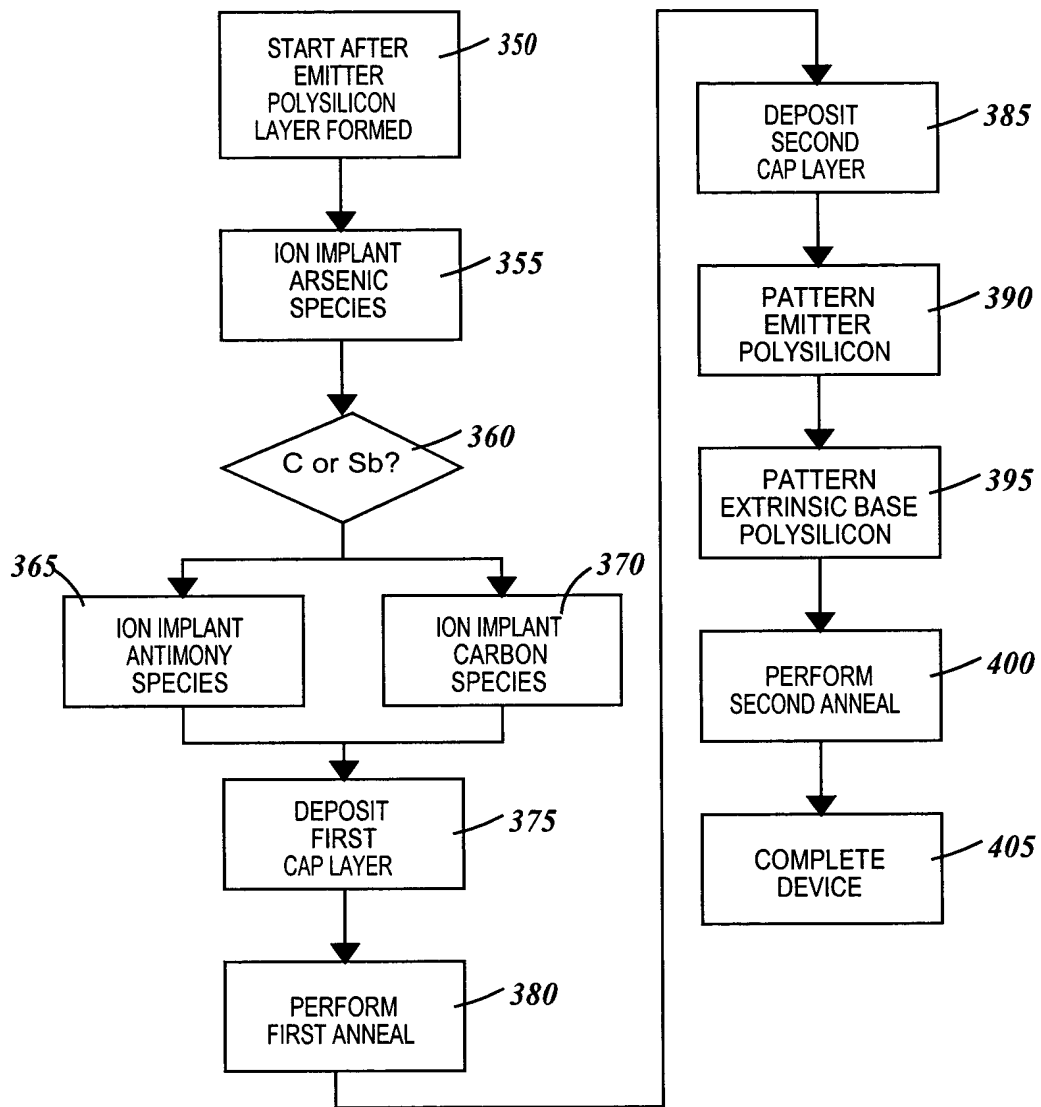 START AFTER
EMITTER
POLYSILICON
LAYER FORMED
350
ION IMPLANT
ARSENIC
SPECIES
355
C or Sb?
360
365
ION IMPLANT
ANTIMONY
SPECIES
370
ION IMPLANT
CARBON
SPECIES
DEPOSIT
FIRST
CAP LAYER
375
PERFORM
FIRST ANNEAL
380
DEPOSIT
SECOND
CAP LAYER
385
PATTERN
EMITTER
POLYSILICON
390
PATTERN
EXTRINSIC BASE
POLYSILICON
395
PERFORM
SECOND ANNEAL
400
COMPLETE
DEVICE
405